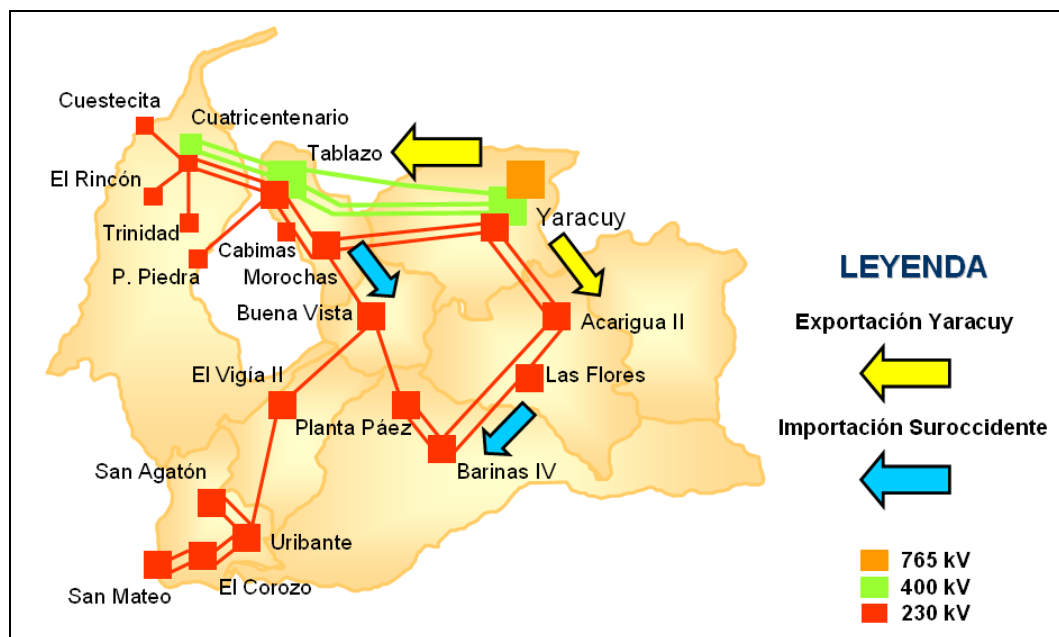 Cuestecita
Cuatricentenario
Tablazo
El Rincón
Trinidad
P. Piedra
Cabimas
Morochas
Yaracuy
Buena Vista
Acarigua II
El Vigía II
Las Flores
Planta Páez
Barinas IV
San Agatón
Uribante
El Corozo
San Mateo
LEYENDA
Exportación Yaracuy
Importación Suroccidente
765 kV
400 kV
230 kV